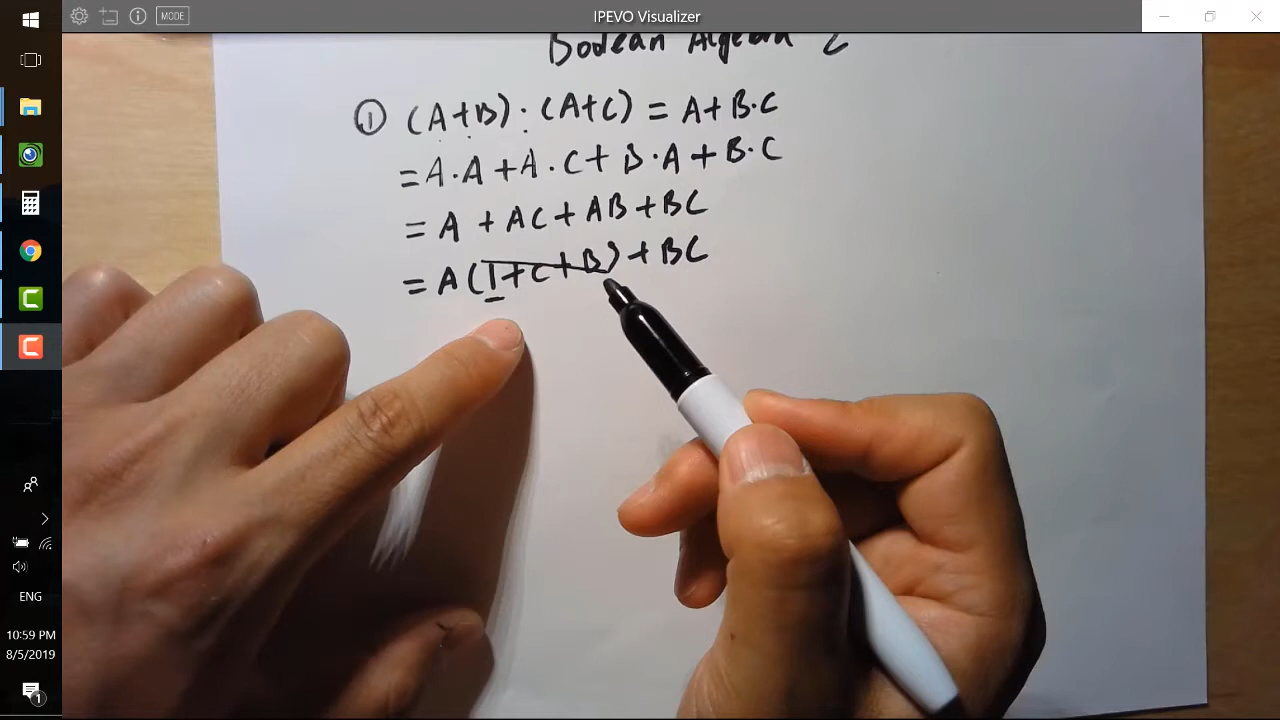 IPEVO Visualizer
MODE
Boolean Algebra 2
① (A+B)·(A+C) = A+B·C
= A·A + A·C + B·A + B·C
= A + AC + AB + BC
= A(1+C+B) + BC
ENG
10:59 PM
8/5/2019
1